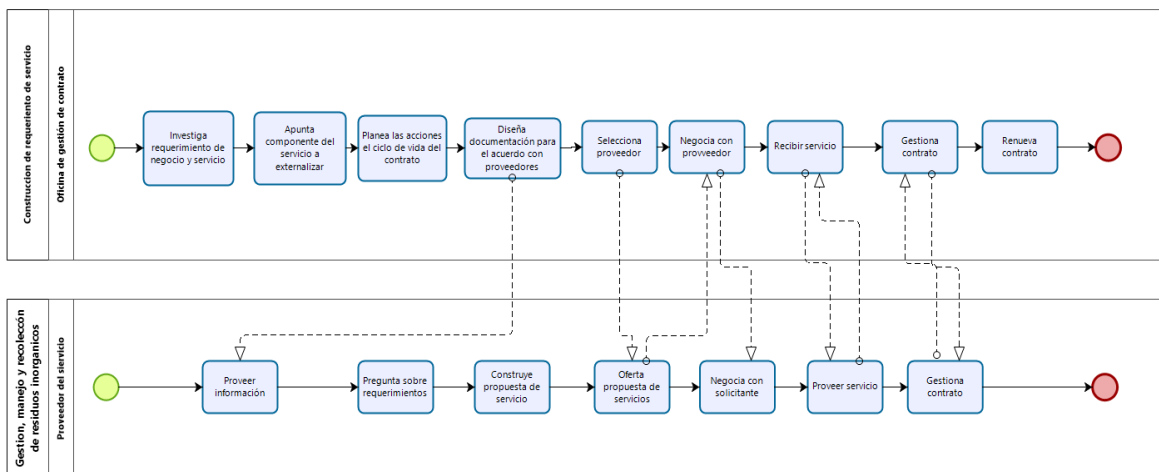 Construccion de requeriento de servicio
Oficina de gestión de contrato
Investiga
requerimiento de
negocio y servicio
Apunta
componente del
servicio a
externalizar
Planea las acciones
el ciclo de vida del
contrato
Diseña
documentación para
el acuerdo con
proveedores
Selecciona
proveedor
Negocia con
proveedor
Recibir servicio
Gestiona
contrato
Renueva
contrato
Gestion, manejo y recoleccón
de residuos inorganicos
Proveedor del siervicio
Proveer
información
Pregunta sobre
requerimientos
Construye
propuesta de
servicio
Oferta
propuesta de
servicios
Negocia con
solicitante
Proveer servicio
Gestiona
contrato